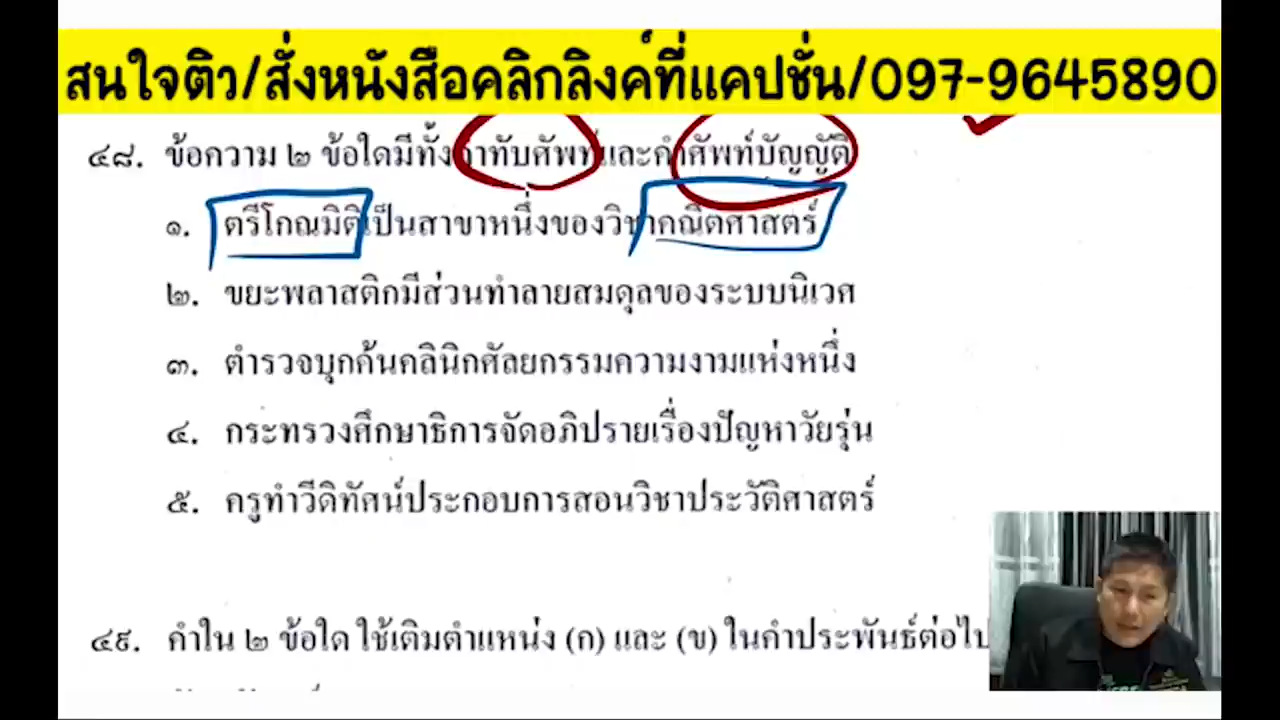 สนใจติว/สั่งหนังสือคลิกลิงค์ที่แคปชั่น/097-9645890
๔๘. ข้อความ ๒ ข้อใดมีทั้งคำทับศัพท์และคำศัพท์บัญญัติ
๑. ตรีโกณมิติเป็นสาขาหนึ่งของวิชาคณิตศาสตร์
๒. ขยะพลาสติกมีส่วนทำลายสมดุลของระบบนิเวศ
๓. ตำรวจบุกค้นคลินิกศัลยกรรมความงามแห่งหนึ่ง
๔. กระทรวงศึกษาธิการจัดอภิปรายเรื่องปัญหาวัยรุ่น
๕. ครูทำวีดิทัศน์ประกอบการสอนวิชาประวัติศาสตร์
๔๙. คำใน ๒ ข้อใด ใช้เติมตำแหน่ง (ก) และ (ข) ในคำประพันธ์ต่อไป